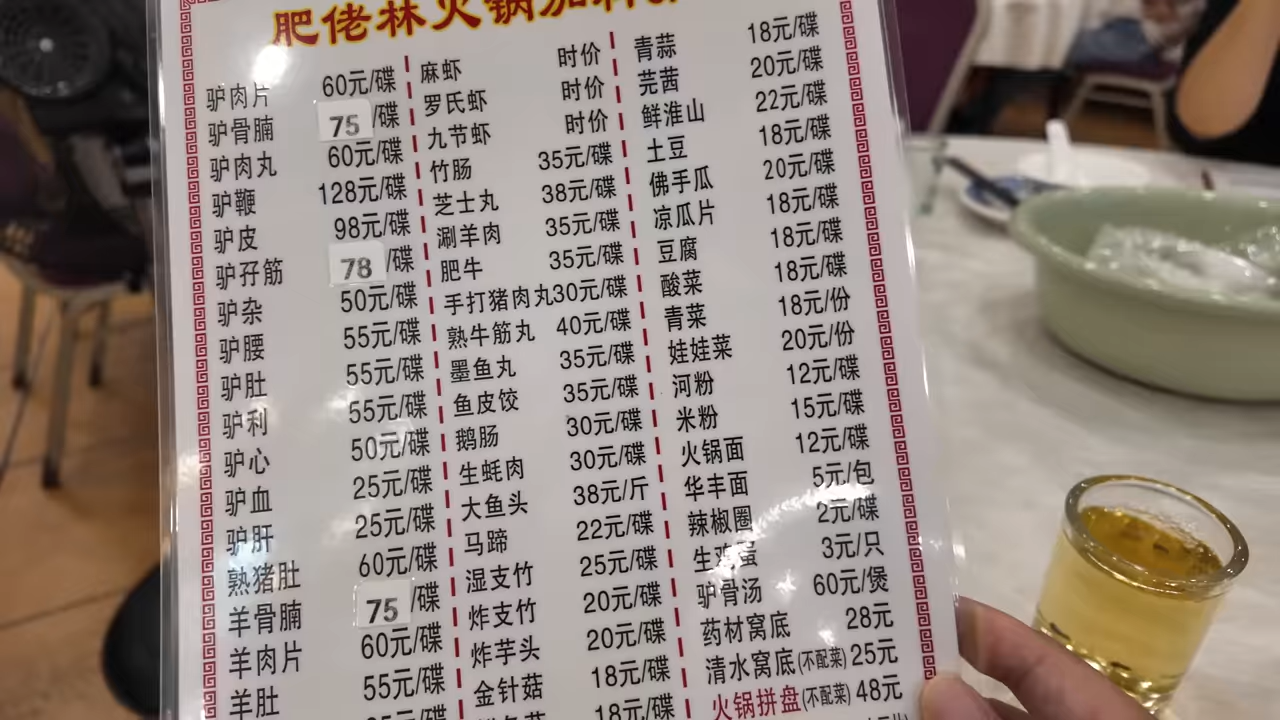 肥佬林火锅加料
驴肉片 60元/碟
驴骨腩 75/碟
驴肉丸 60元/碟
驴鞭 128元/碟
驴皮 98元/碟
驴孖筋 78/碟
驴杂 50元/碟
驴腰 55元/碟
驴肚 55元/碟
驴利 55元/碟
驴心 50元/碟
驴血 25元/碟
驴肝 25元/碟
熟猪肚 60元/碟
羊骨腩 75/碟
羊肉片 60元/碟
羊肚 55元/碟
麻虾 时价
罗氏虾 时价
九节虾 时价
竹肠 35元/碟
芝士丸 38元/碟
涮羊肉 35元/碟
肥牛 35元/碟
手打猪肉丸30元/碟
熟牛筋丸 40元/碟
墨鱼丸 35元/碟
鱼皮饺 35元/碟
鹅肠 30元/碟
生蚝肉 30元/碟
大鱼头 38元/斤
马蹄 22元/碟
湿支竹 25元/碟
炸支竹 20元/碟
炸芋头 20元/碟
金针菇 18元/碟
18元/碟
青蒜 18元/碟
芫茜 20元/碟
鲜淮山 22元/碟
土豆 18元/碟
佛手瓜 20元/碟
凉瓜片 18元/碟
豆腐 18元/碟
酸菜 18元/碟
青菜 18元/份
娃娃菜 20元/份
河粉 12元/碟
米粉 15元/碟
火锅面 12元/碟
华丰面 5元/包
辣椒圈 2元/碟
生鸡蛋 3元/只
驴骨汤 60元/煲
药材窝底 28元
清水窝底(不配菜) 25元
火锅拼盘(不配菜) 48元